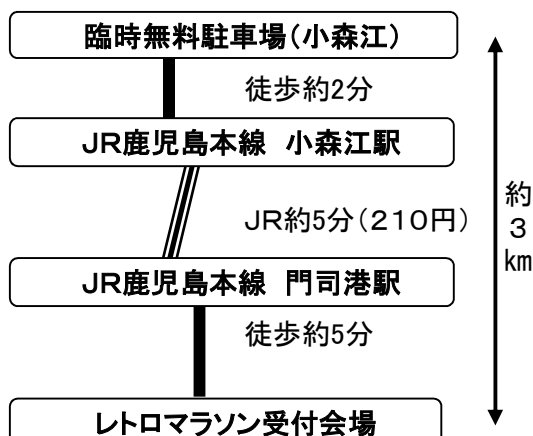 臨時無料駐車場(小森江)
徒歩約2分
JR鹿児島本線 小森江駅
JR約5分(210円)
JR鹿児島本線 門司港駅
徒歩約5分
レトロマラソン受付会場
約3km